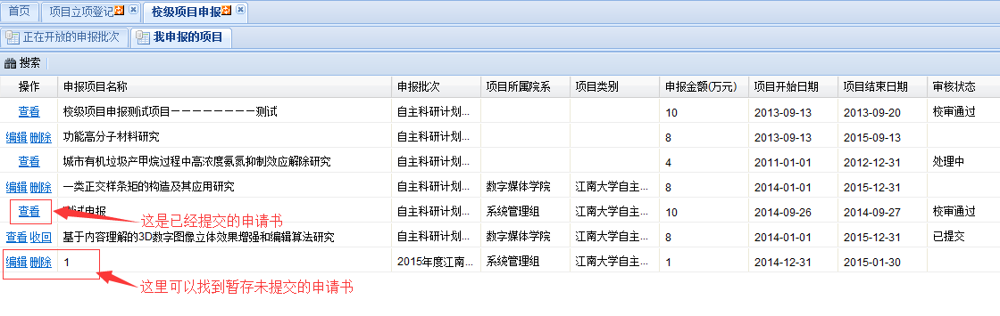 首页 项目立项登记 校级项目申报
正在开放的申报批次 我申报的项目
搜索
操作 申报项目名称 申报批次 项目所属院系 项目类别 申报金额(万元) 项目开始日期 项目结束日期 审核状态
查看 校级项目申报测试项目－－－－－－－－测试 自主科研计划... 10 2013-09-13 2013-09-20 校审通过
编辑 删除 功能高分子材料研究 自主科研计划... 8 2013-09-13 2015-09-13
查看 城市有机垃圾产甲烷过程中高浓度氨氮抑制效应解除研究 自主科研计划... 4 2011-01-01 2012-12-31 处理中
编辑 删除 一类正交样条矩的构造及其应用研究 自主科研计划... 数字媒体学院 江南大学自主... 8 2014-01-01 2015-12-31
查看 测试申报 自主科研计划... 系统管理组 江南大学自主... 10 2014-09-26 2014-09-27 校审通过
这是已经提交的申请书
查看 收回 基于内容理解的3D数字图像立体效果增强和编辑算法研究 自主科研计划... 数字媒体学院 江南大学自主... 8 2014-01-01 2015-12-31 已提交
编辑 删除 1 2015年度江南... 系统管理组 江南大学自主... 1 2014-12-31 2015-01-30
这里可以找到暂存未提交的申请书